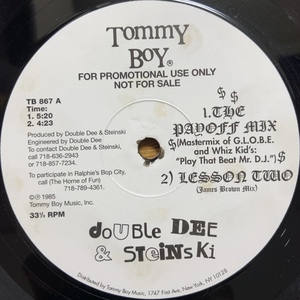 TOMMY
BOY®
FOR PROMOTIONAL USE ONLY
NOT FOR SALE
TB 867 A
Time:
1. 5:20
2. 4:23
Produced by Double Dee & Steinski
Engineered by Double Dee
To contact Double Dee & Steinski,
call 718-636-2943
or 718-857-7234.
To participate in Ralphie's Bop City,
call (The Home of Fun)
718-789-4361.
℗©1985
Tommy Boy Music, Inc.
33⅓ RPM
$ $
1.THE $
PAYOFF MIX
$(Mastermix of G.L.O.B.E.
and Whiz Kid's:
"Play That Beat Mr. D.J.") $
2) LESSON TWO
(James Brown Mix)
doUBLE DEE
& SteinsKi
Distributed by Tommy Boy Music, 1747 First Ave., New York, NY 10128